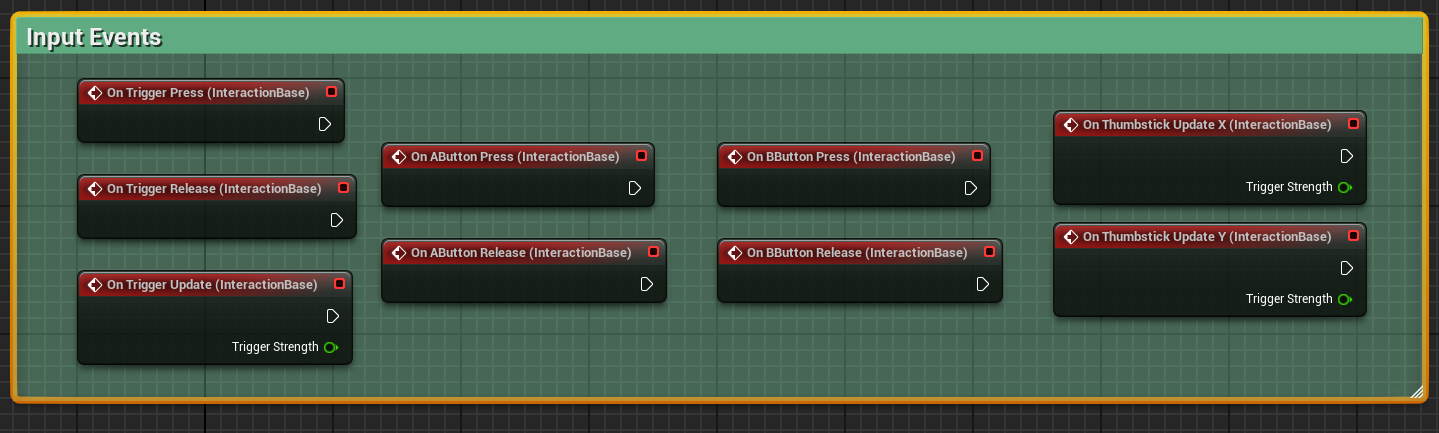 Input Events
On Trigger Press (InteractionBase)
On Trigger Release (InteractionBase)
On Trigger Update (InteractionBase)
Trigger Strength
On AButton Press (InteractionBase)
On AButton Release (InteractionBase)
On BButton Press (InteractionBase)
On BButton Release (InteractionBase)
On Thumbstick Update X (InteractionBase)
Trigger Strength
On Thumbstick Update Y (InteractionBase)
Trigger Strength